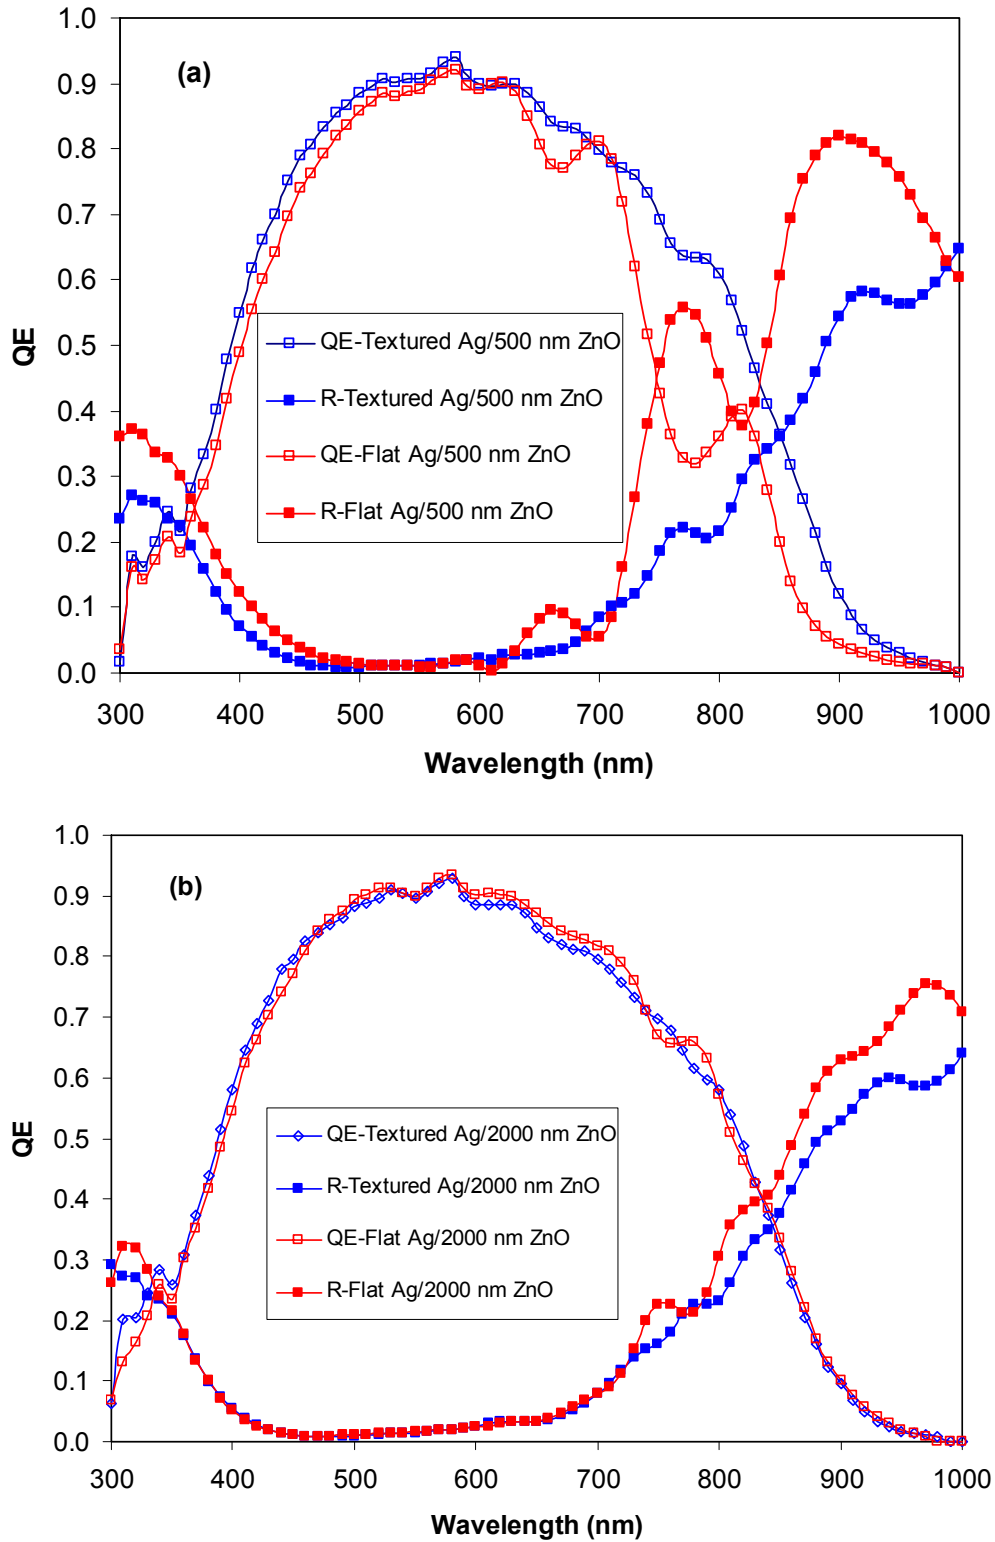 1.0
(a)
0.9
0.8
0.7
0.6
0.5
0.4
0.3
0.2
0.1
0.0
QE
QE-Textured Ag/500 nm ZnO
R-Textured Ag/500 nm ZnO
QE-Flat Ag/500 nm ZnO
R-Flat Ag/500 nm ZnO
300 400 500 600 700 800 900 1000
Wavelength (nm)
1.0
(b)
0.9
0.8
0.7
0.6
0.5
0.4
0.3
0.2
0.1
0.0
QE
QE-Textured Ag/2000 nm ZnO
R-Textured Ag/2000 nm ZnO
QE-Flat Ag/2000 nm ZnO
R-Flat Ag/2000 nm ZnO
300 400 500 600 700 800 900 1000
Wavelength (nm)